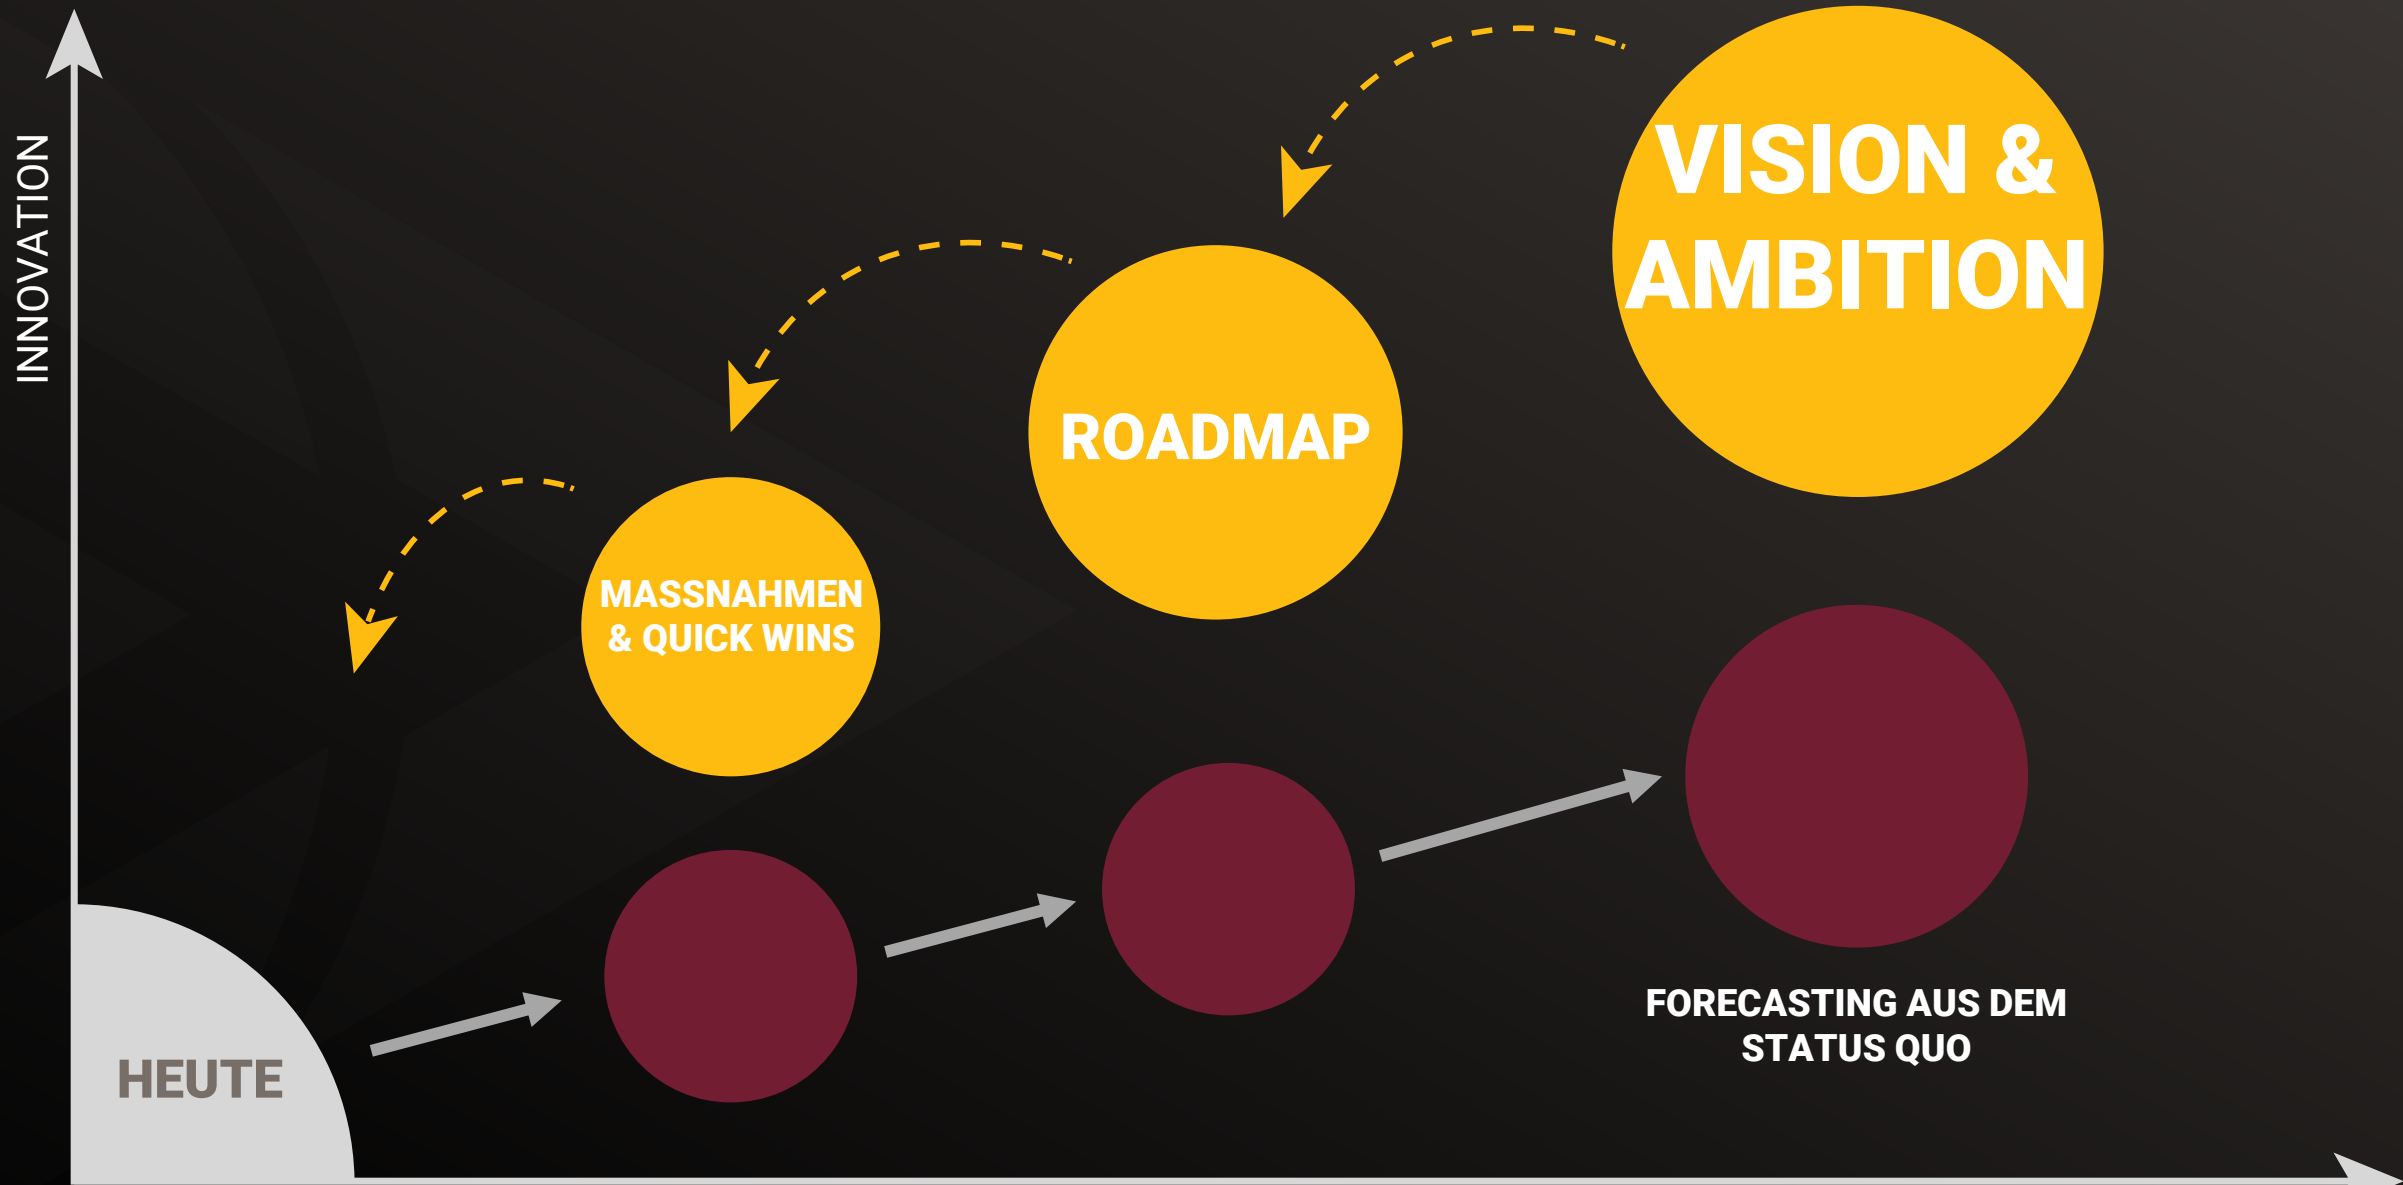 INNOVATION
VISION &
AMBITION
ROADMAP
MASSNAHMEN
& QUICK WINS
FORECASTING AUS DEM
STATUS QUO
HEUTE